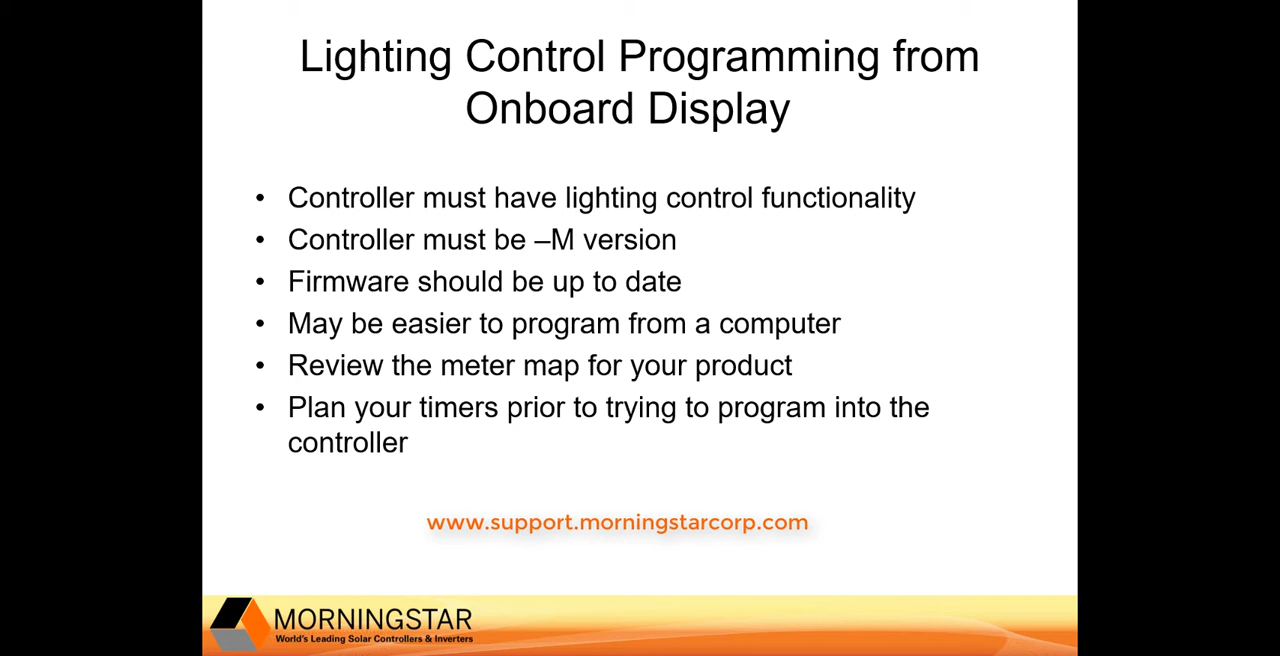 Lighting Control Programming from
Onboard Display
• Controller must have lighting control functionality
• Controller must be –M version
• Firmware should be up to date
• May be easier to program from a computer
• Review the meter map for your product
• Plan your timers prior to trying to program into the
controller
www.support.morningstarcorp.com
MORNINGSTAR
World's Leading Solar Controllers & Inverters